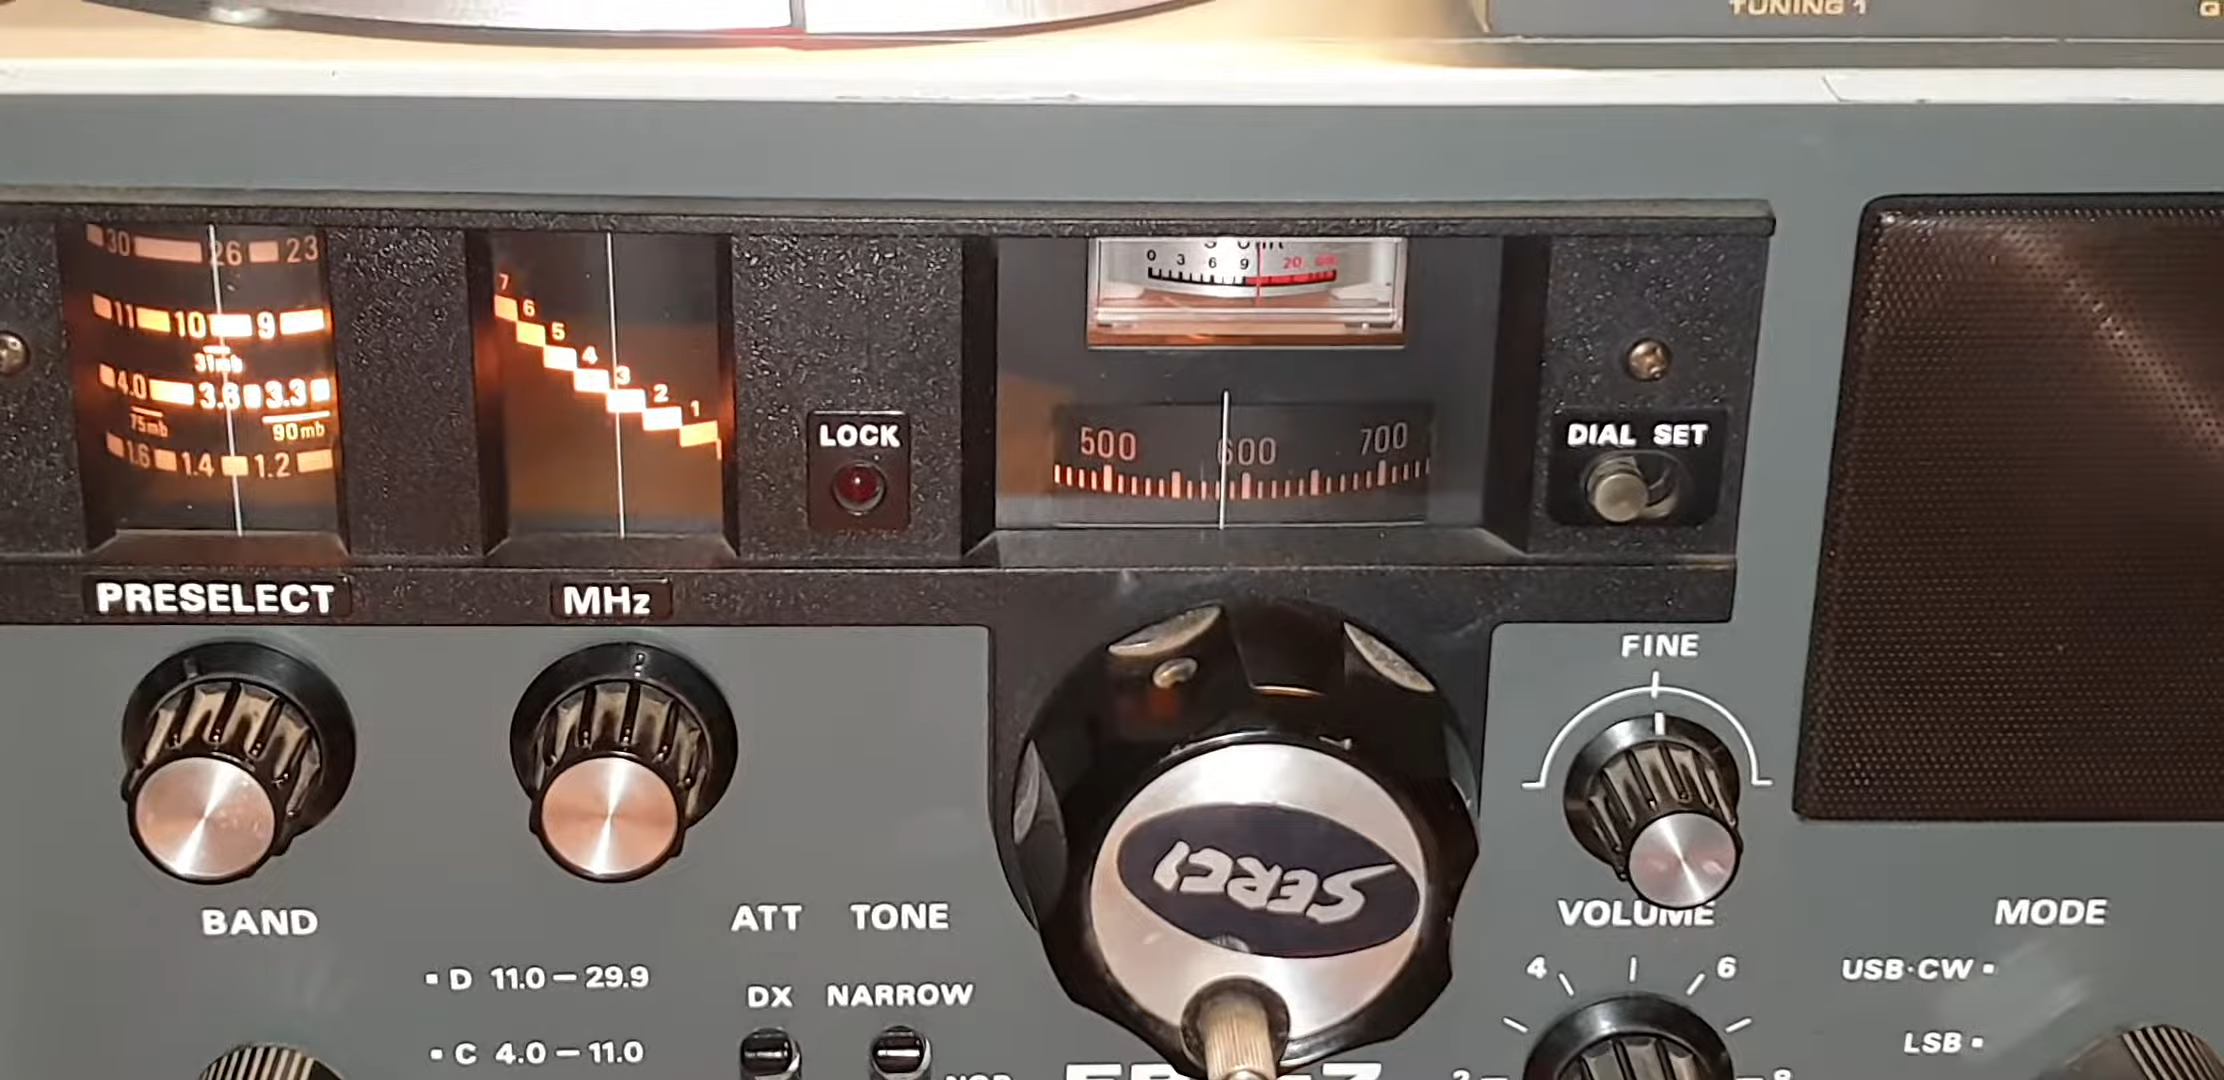 TUNING 1
30 26 23
11 10 9
31mb
4.0 3.6 3.3
75mb 90mb
1.6 1.4 1.2
7
6
5
4
3
2
1
LOCK
0 3 6 9 20
500 600 700
DIAL SET
PRESELECT
MHz
FINE
SERCI
BAND
ATT TONE
VOLUME
MODE
D 11.0 – 29.9
DX NARROW
4 6
USB·CW
C 4.0 – 11.0
LSB